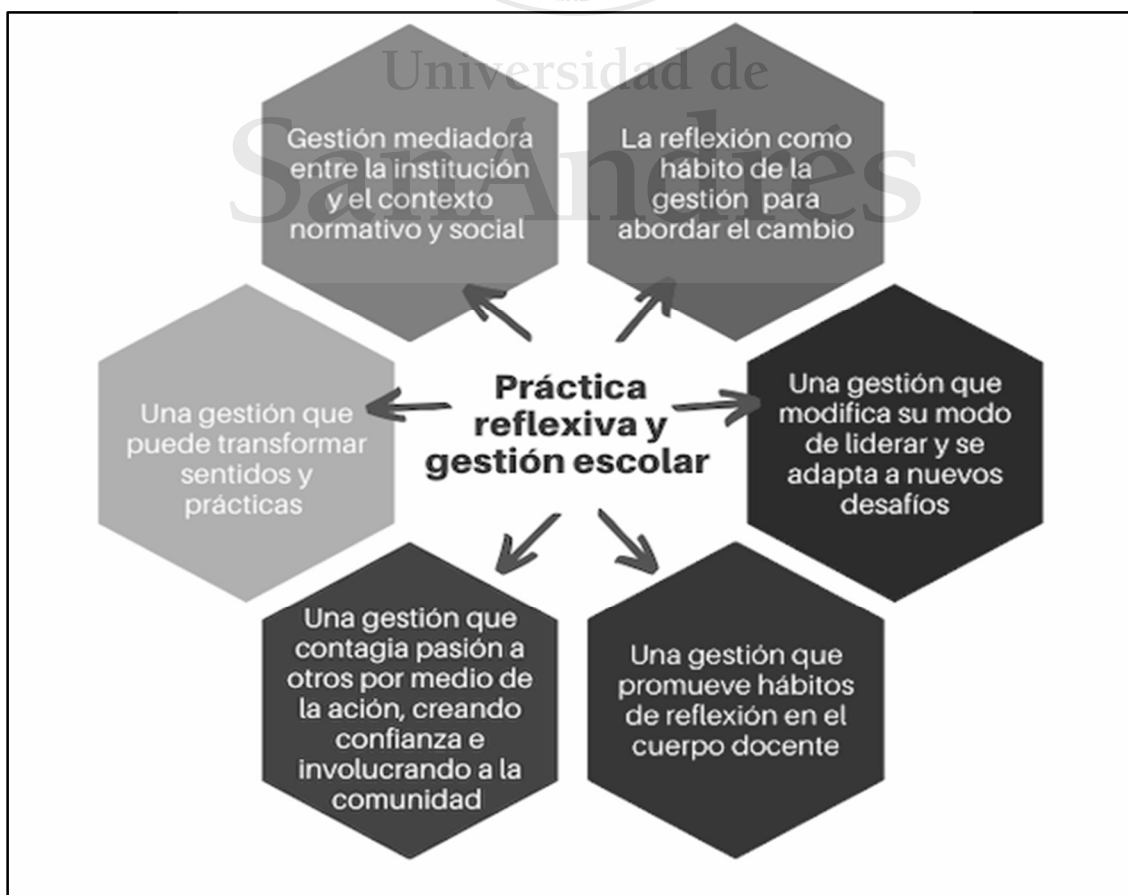 Universidad de
SanAndrés
Gestión mediadora
entre la institución
y el contexto
normativo y social
La reflexión como
hábito de la
gestión para
abordar el cambio
Una gestión que
puede transformar
sentidos y
prácticas
Práctica
reflexiva y
gestión escolar
Una gestión que
modifica su modo
de liderar y se
adapta a nuevos
desafíos
Una gestión que
contagia pasión a
otros por medio de
la ación, creando
confianza e
involucrando a la
comunidad
Una gestión que
promueve hábitos
de reflexión en el
cuerpo docente